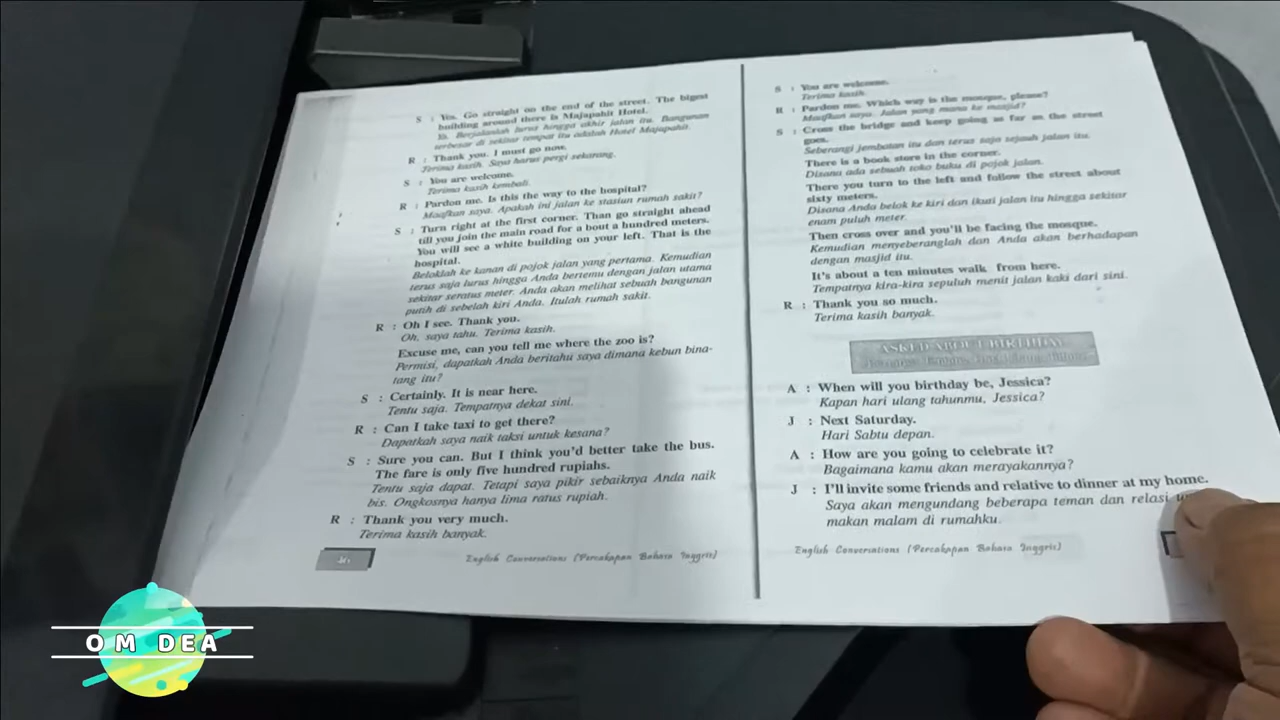 S : Yes. Go straight on the end of the street. The bigest
building around there is Majapahit Hotel.
Ya. Berjalanlah lurus hingga akhir jalan itu. Bangunan
terbesar di sekitar tempat itu adalah Hotel Majapahit.
R : Thank you. I must go now.
Terima kasih. Saya harus pergi sekarang.
S : You are welcome.
Terima kasih kembali.
R : Pardon me. Is this the way to the hospital?
Maafkan saya. Apakah ini jalan ke stasiun rumah sakit?
S : Turn right at the first corner. Than go straight ahead
till you join the main road for a bout a hundred meters.
You will see a white building on your left. That is the
hospital.
Beloklah ke kanan di pojok jalan yang pertama. Kemudian
terus saja lurus hingga Anda bertemu dengan jalan utama
sekitar seratus meter. Anda akan melihat sebuah bangunan
putih di sebelah kiri Anda. Itulah rumah sakit.
R : Oh I see. Thank you.
Oh, saya tahu. Terima kasih.
Excuse me, can you tell me where the zoo is?
Permisi, dapatkah Anda beritahu saya dimana kebun bina-
tang itu?
S : Certainly. It is near here.
Tentu saja. Tempatnya dekat sini.
R : Can I take taxi to get there?
Dapatkah saya naik taksi untuk kesana?
S : Sure you can. But I think you'd better take the bus.
The fare is only five hundred rupiahs.
Tentu saja dapat. Tetapi saya pikir sebaiknya Anda naik
bis. Ongkosnya hanya lima ratus rupiah.
R : Thank you very much.
Terima kasih banyak.
English Conversations (Percakapan Bahasa Inggris)
S : You are welcome.
Terima kasih.
R : Pardon me. Which way is the mosque, please?
Maafkan saya. Jalan yang mana ke masjid?
S : Cross the bridge and keep going as far as the street
goes.
Seberangi jembatan itu dan terus saja sejauh jalan itu.
There is a book store in the corner.
Disana ada sebuah toko buku di pojok jalan.
There you turn to the left and follow the street about
sixty meters.
Disana Anda belok ke kiri dan ikuti jalan itu hingga sekitar
enam puluh meter.
Then cross over and you'll be facing the mosque.
Kemudian menyeberanglah dan Anda akan berhadapan
dengan masjid itu.
It's about a ten minutes walk from here.
Tempatnya kira-kira sepuluh menit jalan kaki dari sini.
R : Thank you so much.
Terima kasih banyak.
ASKED ABOUT BIRTHDAY
A : When will you birthday be, Jessica?
Kapan hari ulang tahunmu, Jessica?
J : Next Saturday.
Hari Sabtu depan.
A : How are you going to celebrate it?
Bagaimana kamu akan merayakannya?
J : I'll invite some friends and relative to dinner at my home.
Saya akan mengundang beberapa teman dan relasi
makan malam di rumahku.
English Conversations (Percakapan Bahasa Inggris)
OM DEA